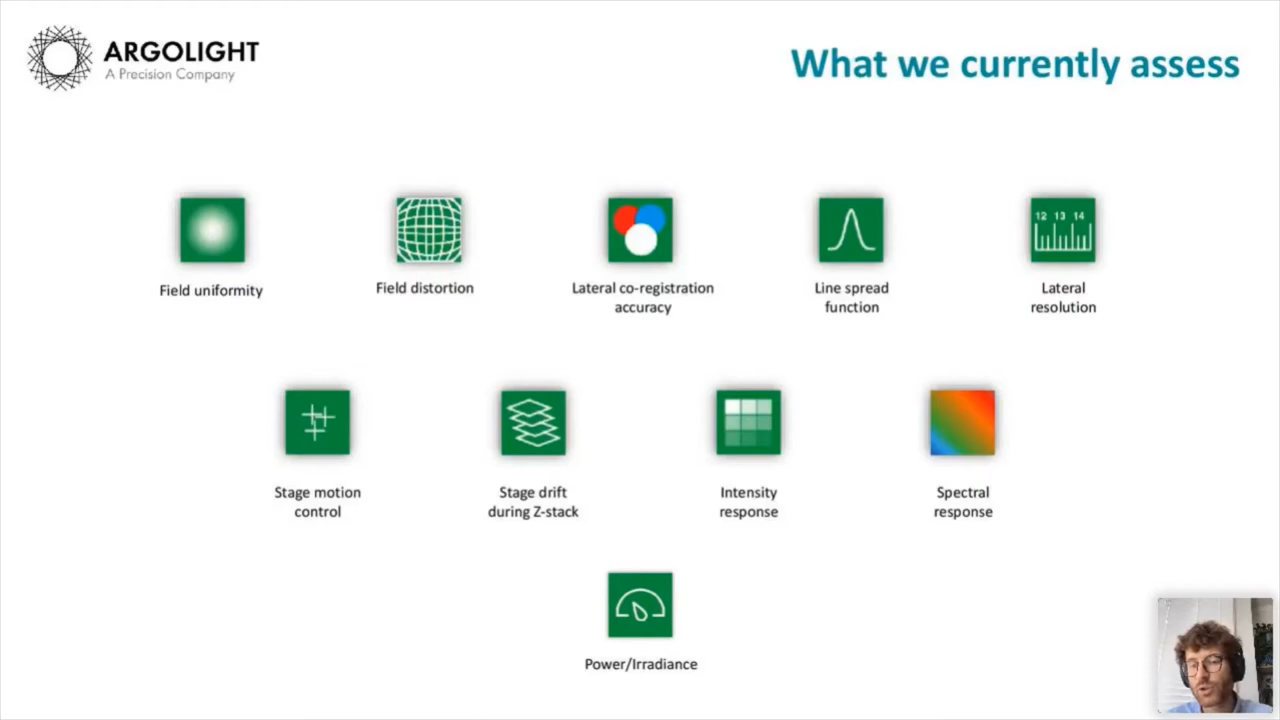 ARGOLIGHT
A Precision Company
What we currently assess
Field uniformity
Field distortion
Lateral co-registration
accuracy
Line spread
function
12 13 14
Lateral
resolution
Stage motion
control
Stage drift
during Z-stack
Intensity
response
Spectral
response
Power/Irradiance